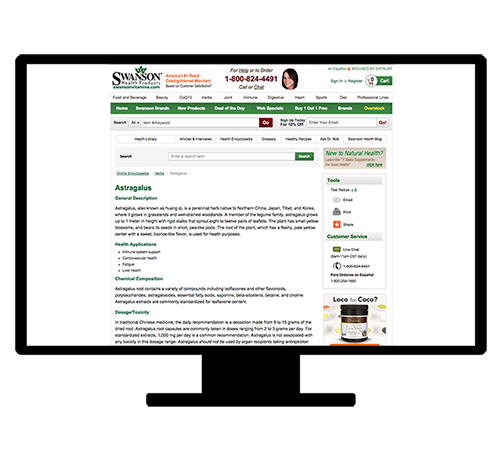 en Español SECURED BY ENTRUST
SWANSON
Health Products
swansonvitamins.com
America's #1 Rated
Catalog/Internet Merchant
Based on Customer Satisfaction*
For Help or to Order
1-800-824-4491
Call or Chat
Sign In or Register
Cart
Food and Beverage Beauty CoQ10 Herbs Joint Immune Digestive Heart Sports Diet Professional Lines
Home Swanson Brands New Products Deal of the Day Web Specials Buy 1 Get 1 Free Brands Overstock
Search All Item #/Keyword Go Sign Up Today For 10% Off Enter Your Email Go!
Health Library Articles & Interviews Health Encyclopedia Glossary Healthy Recipes Ask Dr. Bob Swanson Health Blog
Search Enter a search term Search
New to Natural Health?
Learn the "7 Basic Supplements
for Good Health" click here
Online Encyclopedia Herbs Astragalus
Astragalus
General Description
Astragalus, also known as huang qi, is a perennial herb native to Northern China, Japan, Tibet, and Korea,
where it grows in grasslands and well-drained woodlands. A member of the legume family, astragalus grows
up to 1 meter in height with rigid stalks that sprout eight to twelve pairs of leaflets. The plant has small yellow
blossoms, and bears its seeds in short, pea-like pods. The root of the plant, which has a fleshy, pale yellow
center with a sweet, licorice-like flavor, is used for health purposes.
Health Applications
Immune system support
Cardiovascular health
Fatigue
Liver health
Chemical Composition
Astragalus root contains a variety of compounds including isoflavones and other flavonoids,
polysaccharides, astragalosides, essential fatty acids, saponins, beta-sitosterol, betaine, and choline.
Astragalus extracts are commonly standardized for isoflavone content.
Dosage/Toxicity
In traditional Chinese medicine, the daily recommendation is a decoction made from 9 to 15 grams of the
dried root. Astragalus root capsules are commonly taken in doses ranging from 2 to 3 grams per day. For
standardized extracts, 1,000 mg per day is a common recommendation. Astragalus is not associated with
any toxicity in this dosage range. Astragalus should not be used by organ recipients taking antirejection
Tools
Text Resize
Email
Print
Share
Customer Service
Live Chat
(8am-11pm CST daily)
1-800-824-4491
Para Ordenes en Español
1-800-254-1880
Loco for Coco?